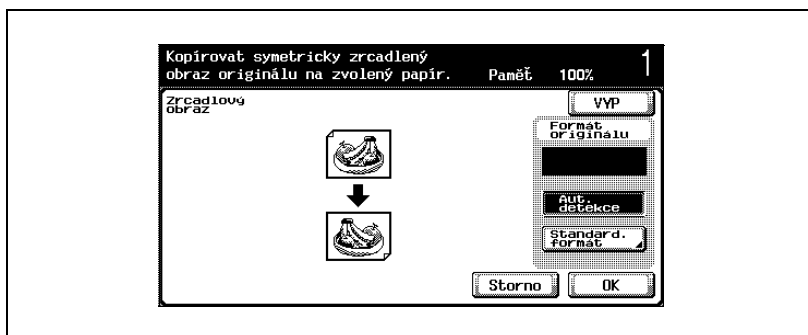 Kopírovat symetricky zrcadlený
obraz originálu na zvolený papír.
Paměť 100%
1
Zrcadlový
obraz
VYP
Formát
originálu
Aut.
detekce
Standard.
formát
Storno
OK